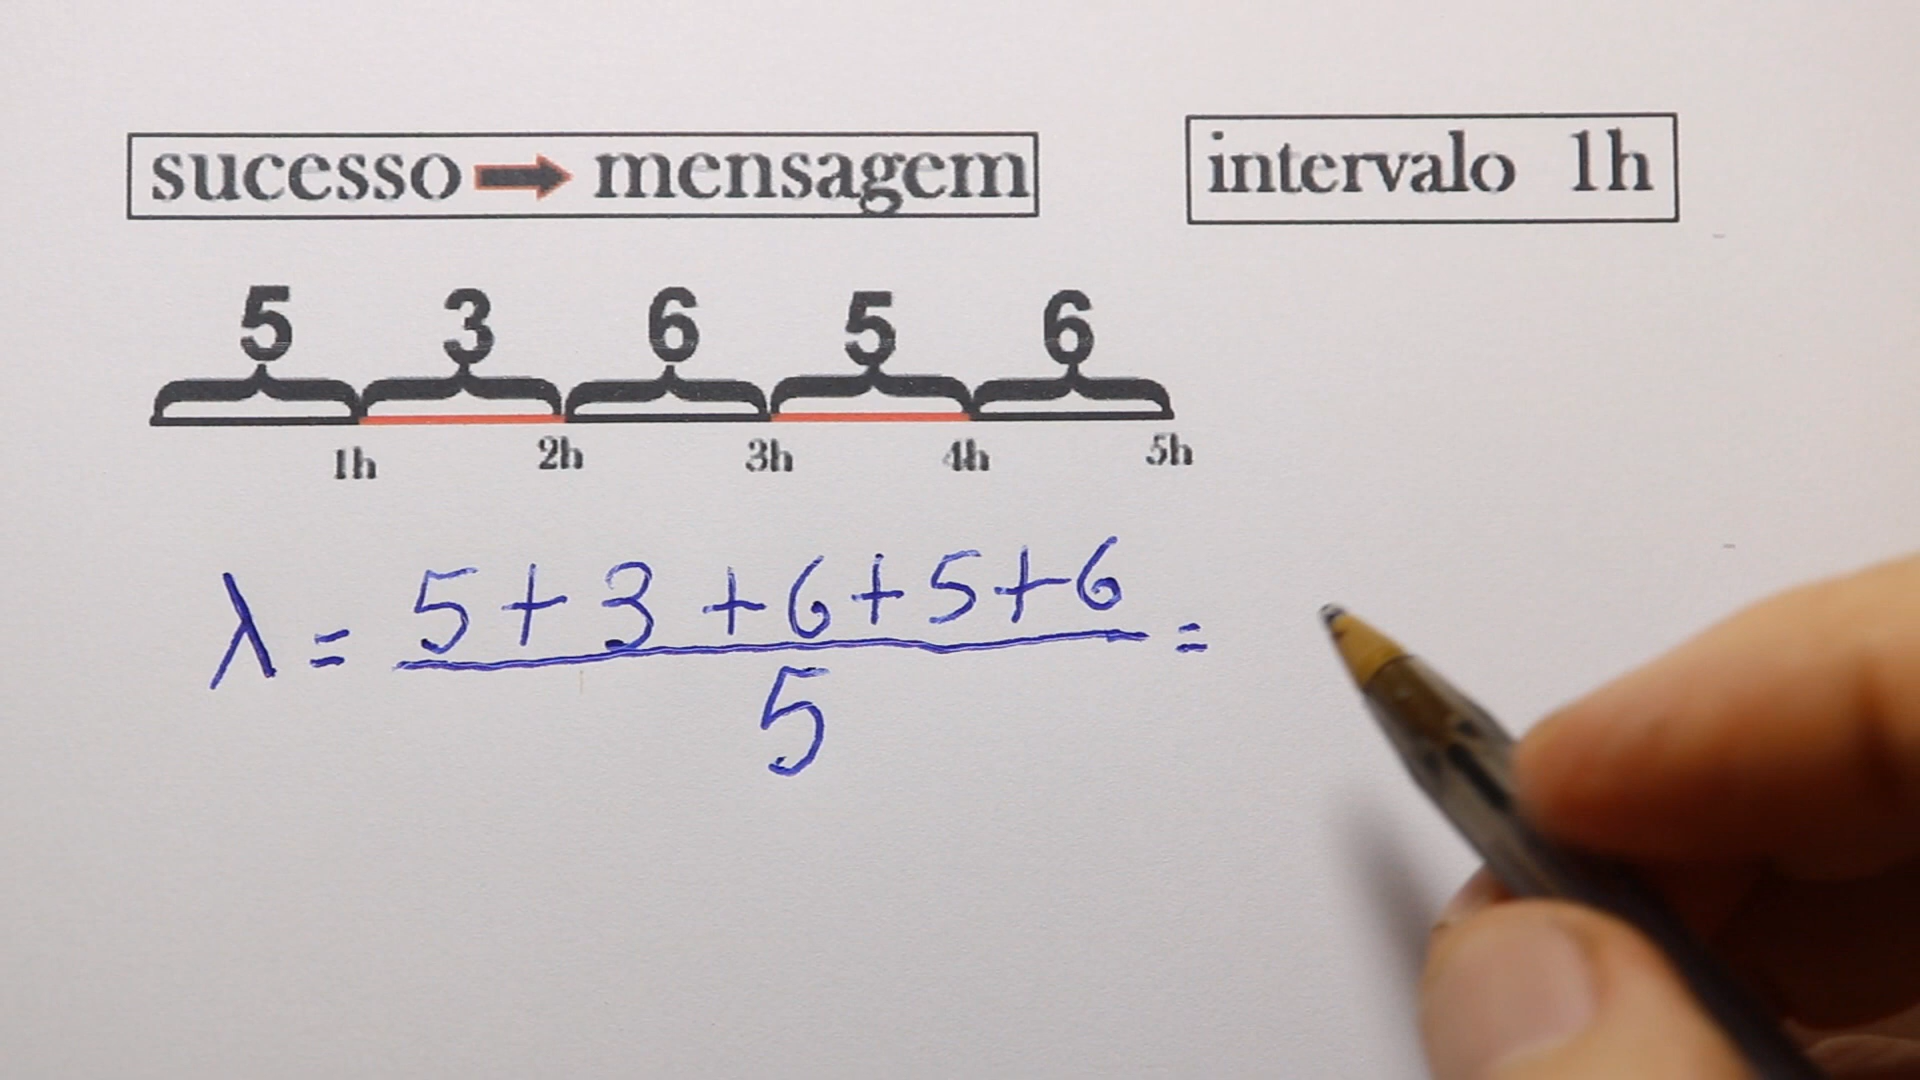 sucesso ➡ mensagem
intervalo 1h
5 3 6 5 6
1h 2h 3h 4h 5h
λ = 5 + 3 + 6 + 5 + 6 =
5